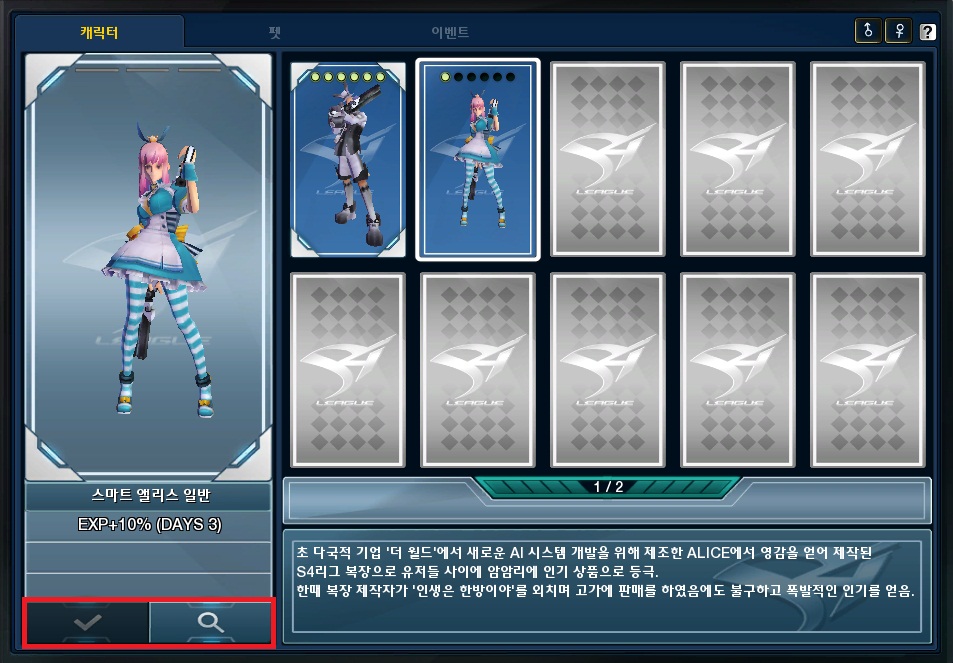 캐릭터
펫
이벤트
?
LEAGUE
LEAGUE
LEAGUE
LEAGUE
LEAGUE
LEAGUE
LEAGUE
LEAGUE
LEAGUE
LEAGUE
LEAGUE
스마트 앨리스 일반
EXP+10% (DAYS 3)
1 / 2
초 다국적 기업 '더 월드'에서 새로운 AI 시스템 개발을 위해 제조한 ALICE에서 영감을 얻어 제작된
S4리그 복장으로 유저들 사이에 암암리에 인기 상품으로 등극.
한때 복장 제작자가 '인생은 한방이야'를 외치며 고가에 판매를 하였음에도 불구하고 폭발적인 인기를 얻음.